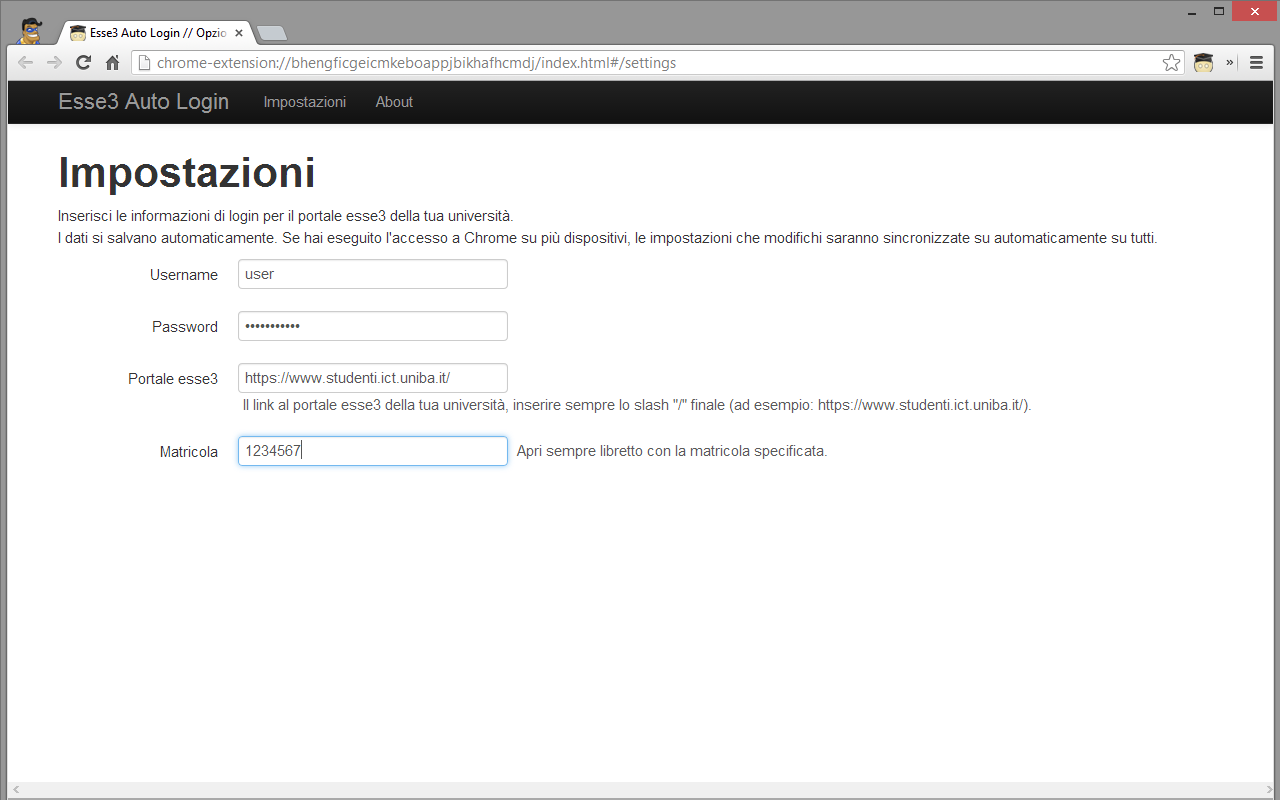 Esse3 Auto Login // Opzio
chrome-extension://bhengficgeicmkeboappjbikhafhcmdj/index.html#/settings
Esse3 Auto Login Impostazioni About
Impostazioni
Inserisci le informazioni di login per il portale esse3 della tua università.
I dati si salvano automaticamente. Se hai eseguito l'accesso a Chrome su più dispositivi, le impostazioni che modifichi saranno sincronizzate su automaticamente su tutti.
Username user
Password •••••••••••
Portale esse3 https://www.studenti.ict.uniba.it/
Il link al portale esse3 della tua università, inserire sempre lo slash "/" finale (ad esempio: https://www.studenti.ict.uniba.it/).
Matricola 1234567 Apri sempre libretto con la matricola specificata.